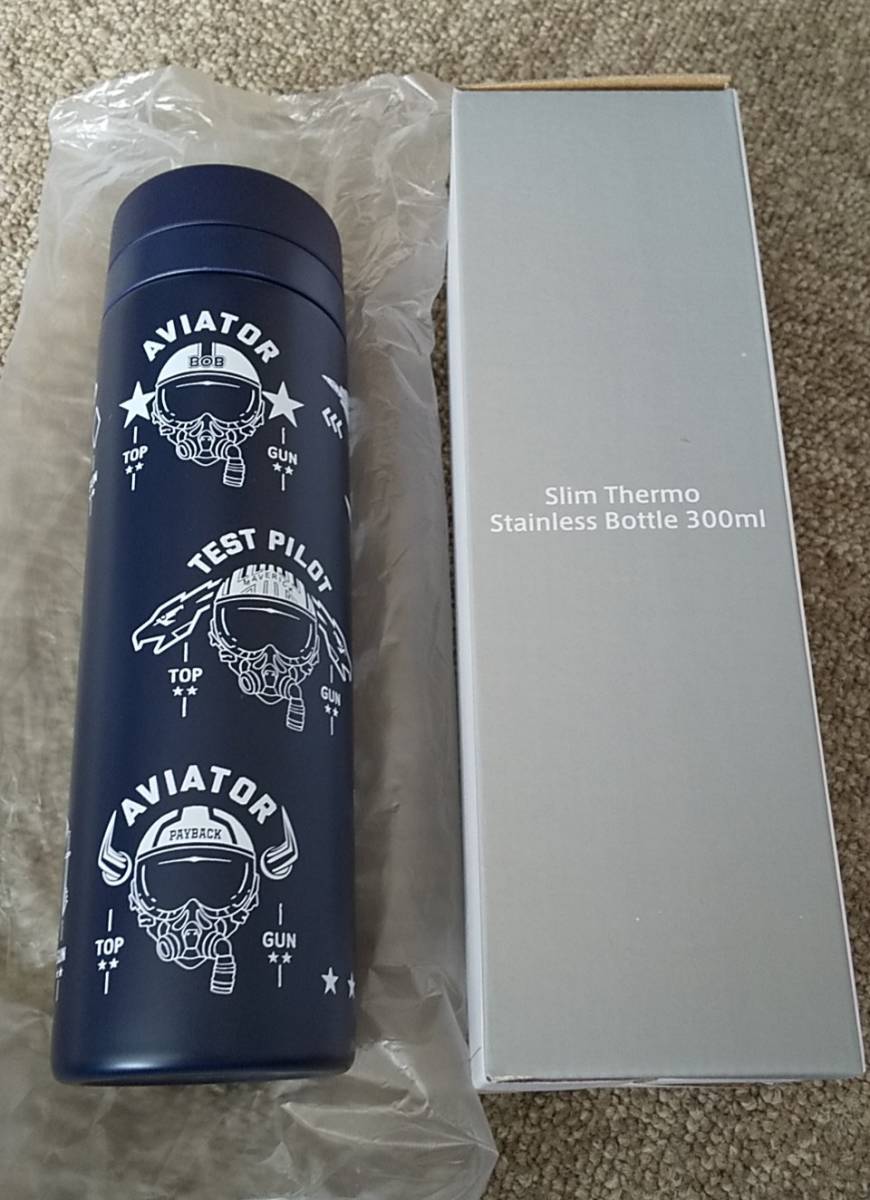 AVIATOR
BOB
TOP
GUN
TEST PILOT
MAVERICK
TOP
GUN
AVIATOR
PAYBACK
TOP
GUN
Slim Thermo
Stainless Bottle 300ml